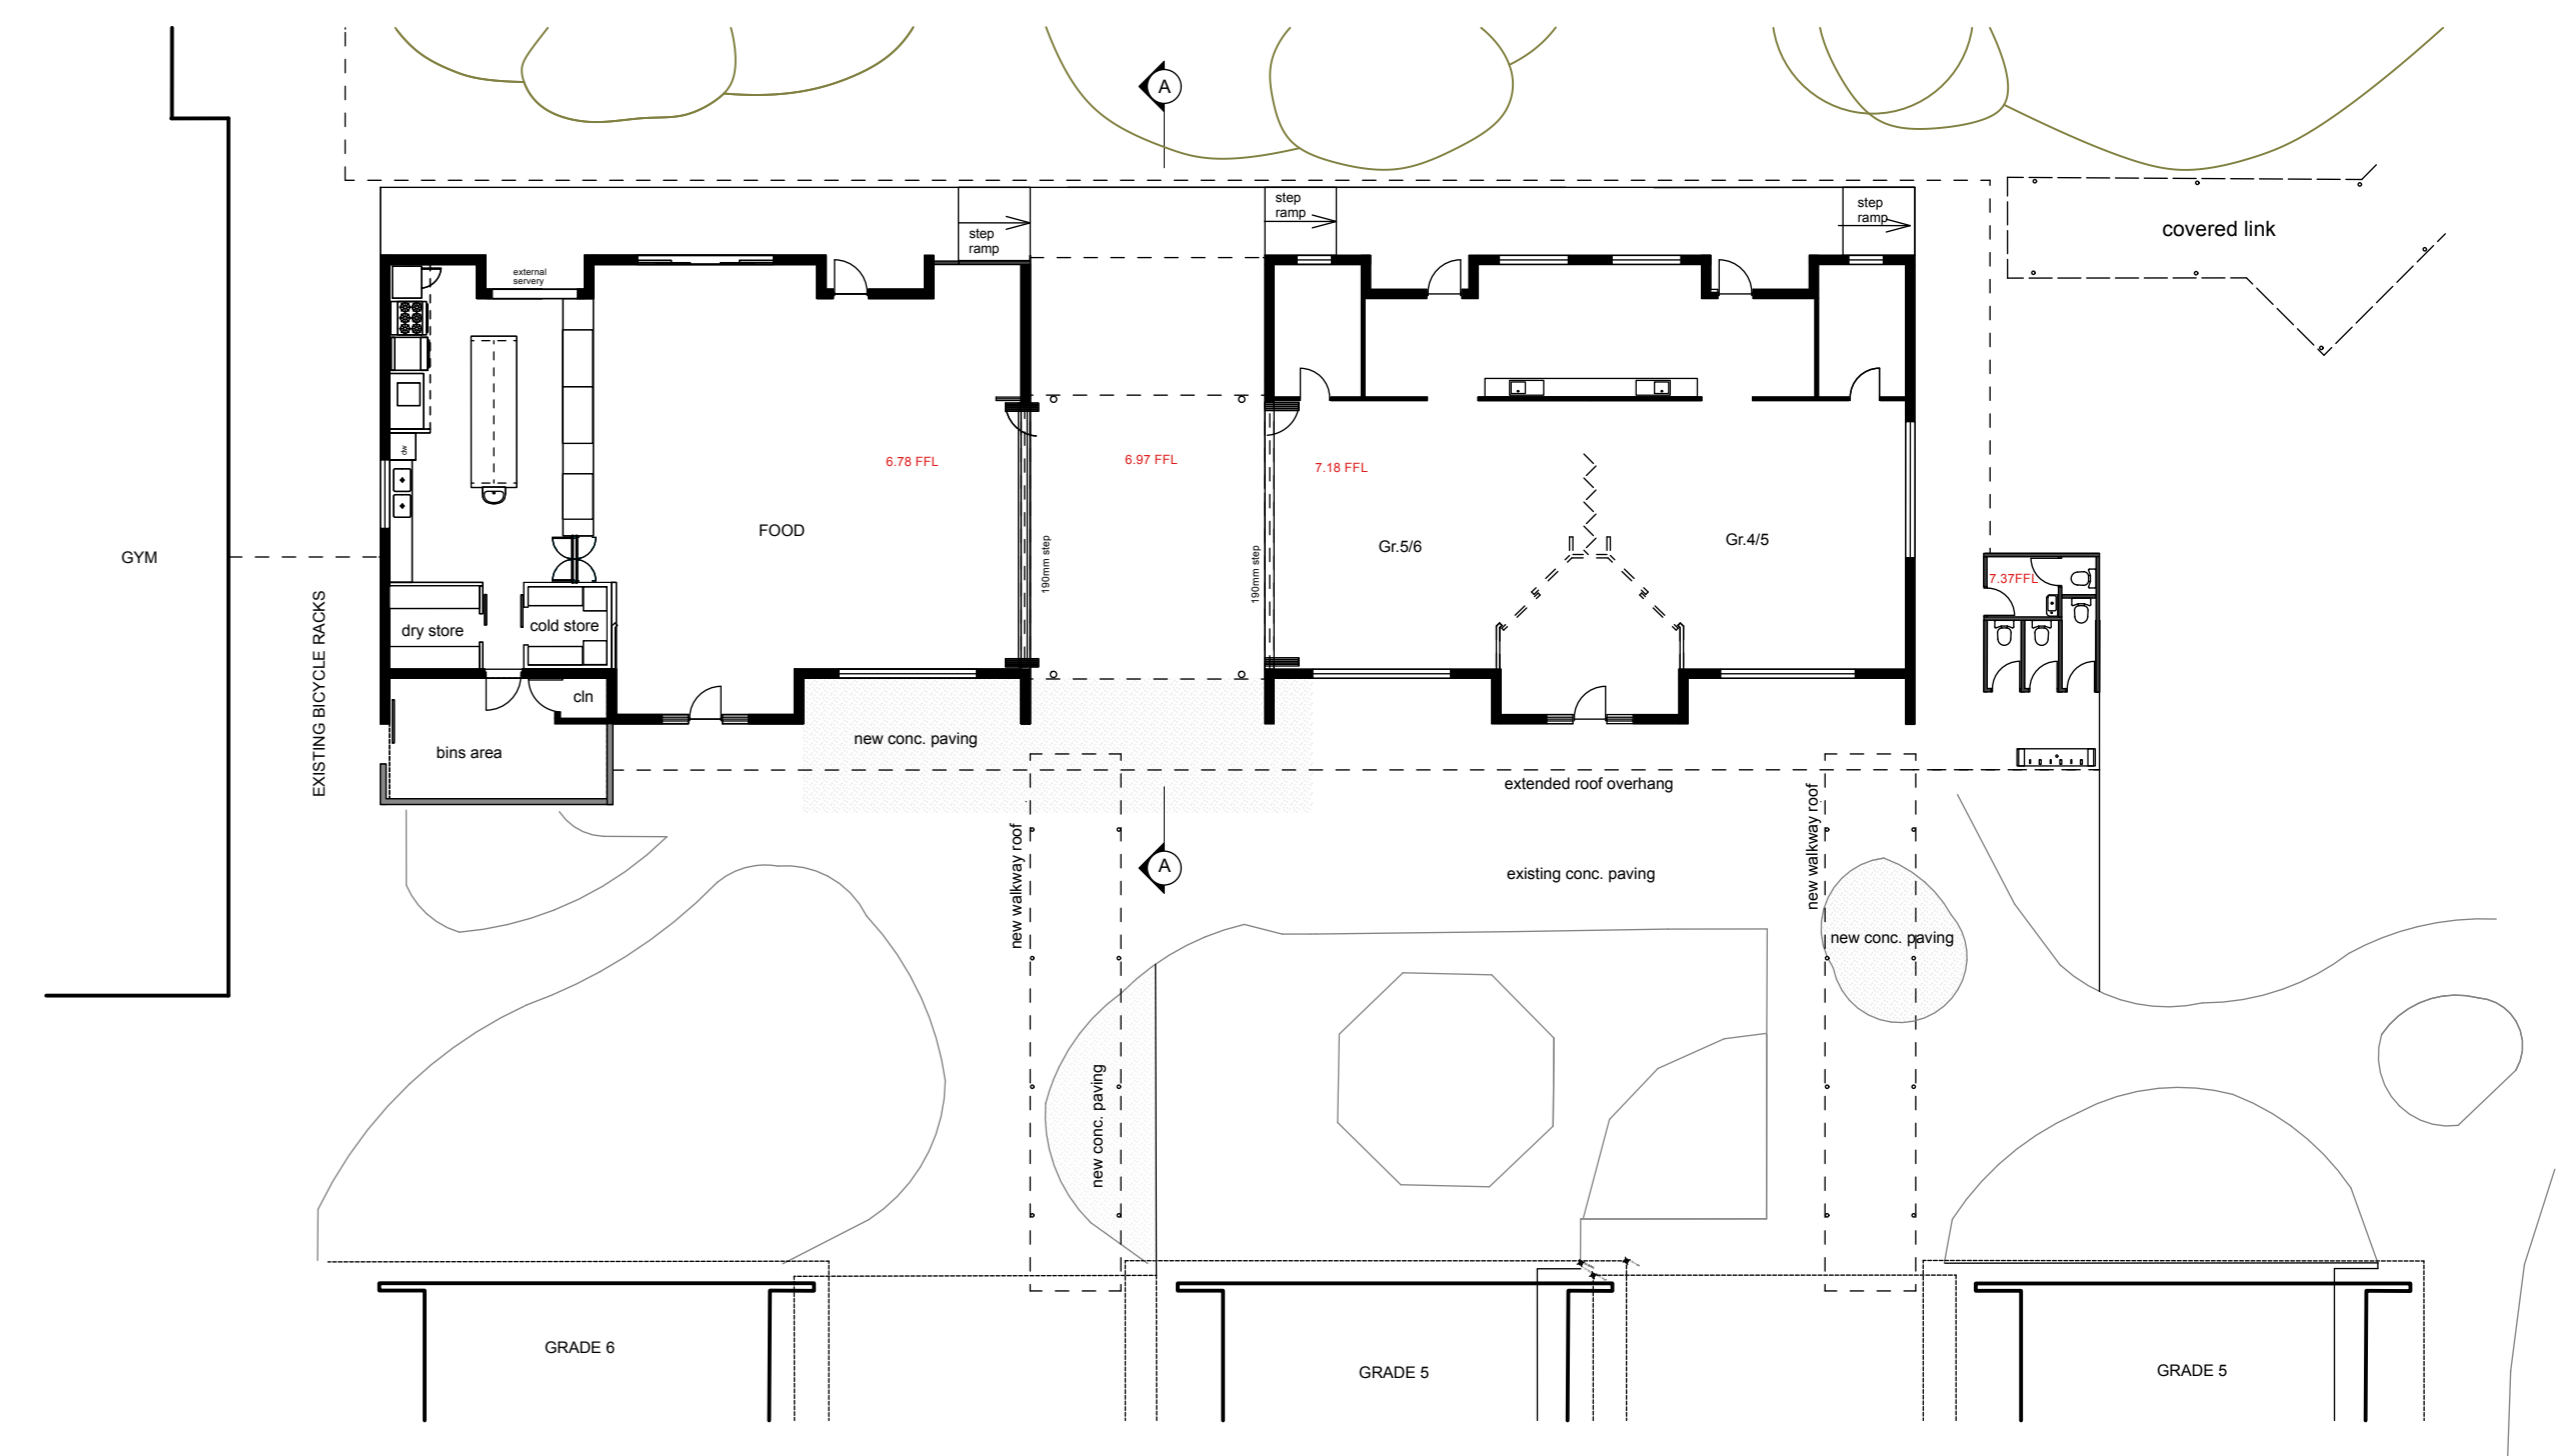 A
step
ramp
step
ramp
step
ramp
covered link
external
servery
dw
6.78 FFL
6.97 FFL
7.18 FFL
FOOD
Gr.5/6
Gr.4/5
GYM
190mm step
190mm step
7.37FFL
EXISTING BICYCLE RACKS
dry store
cold store
cln
bins area
new conc. paving
extended roof overhang
new walkway roof
new walkway roof
A
existing conc. paving
new conc. paving
new conc. paving
GRADE 6
GRADE 5
GRADE 5